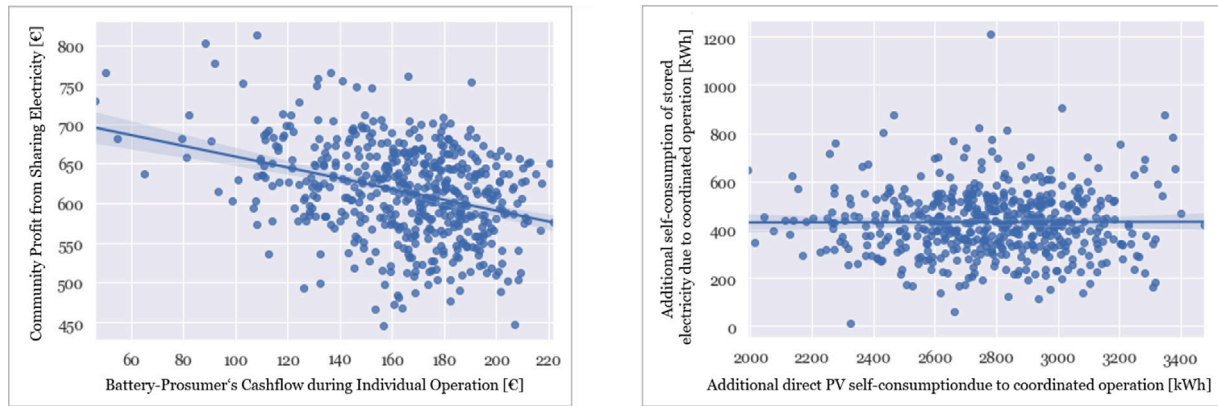 Community Profit from Sharing Electricity [€]
800
750
700
650
600
550
500
450
60 80 100 120 140 160 180 200 220
Battery-Prosumer‘s Cashflow during Individual Operation [€]
Additional self-consumption of stored
electricity due to coordinated operation [kWh]
1200
1000
800
600
400
200
0
2000 2200 2400 2600 2800 3000 3200 3400
Additional direct PV self-consumptiondue to coordinated operation [kWh]